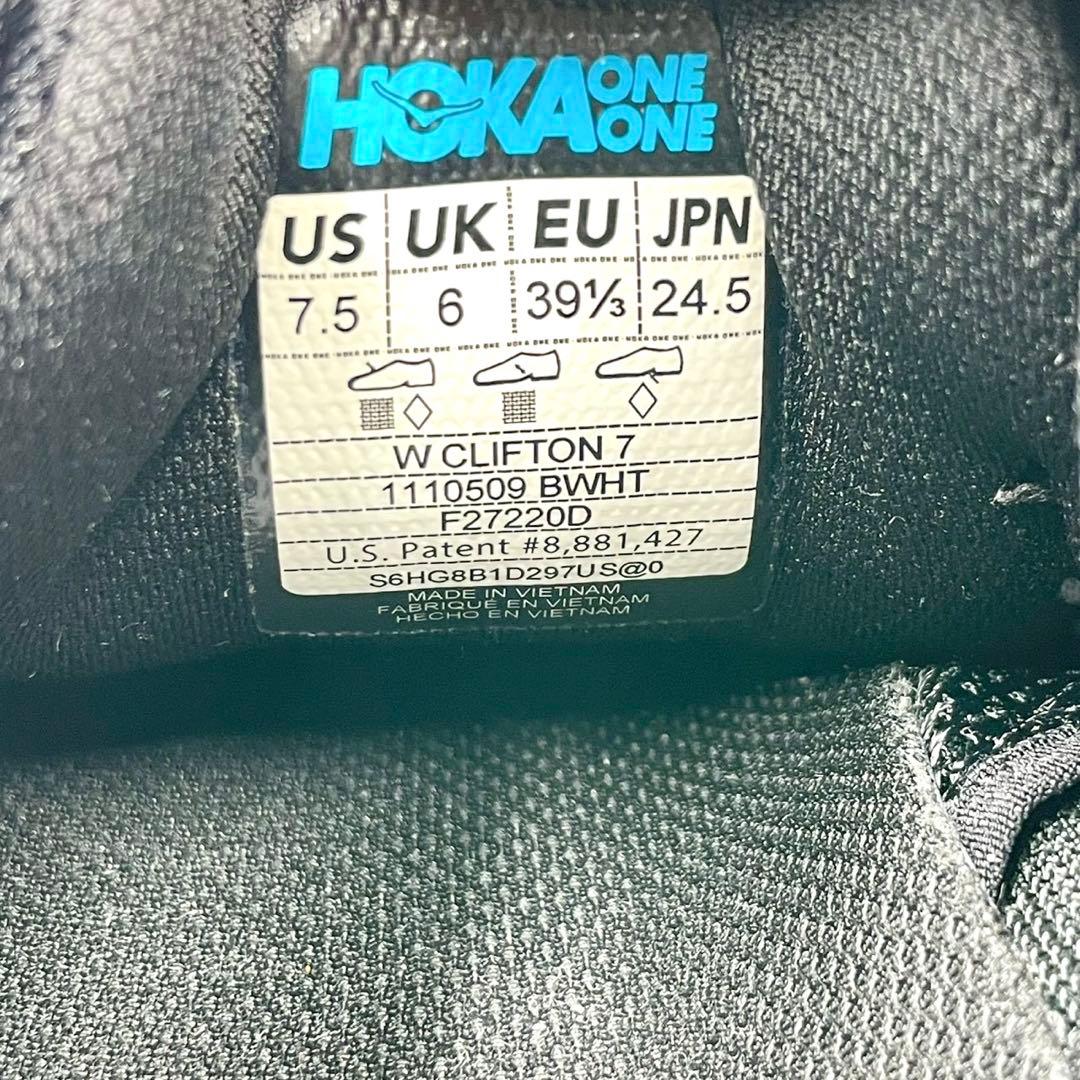 HOKA ONE ONE
US UK EU JPN
7.5 6 39⅓ 24.5
W CLIFTON 7
1110509 BWHT
F27220D
U.S. Patent #8,881,427
S6HG8B1D297US@0
MADE IN VIETNAM
FABRIQUÉ EN VIETNAM
HECHO EN VIETNAM